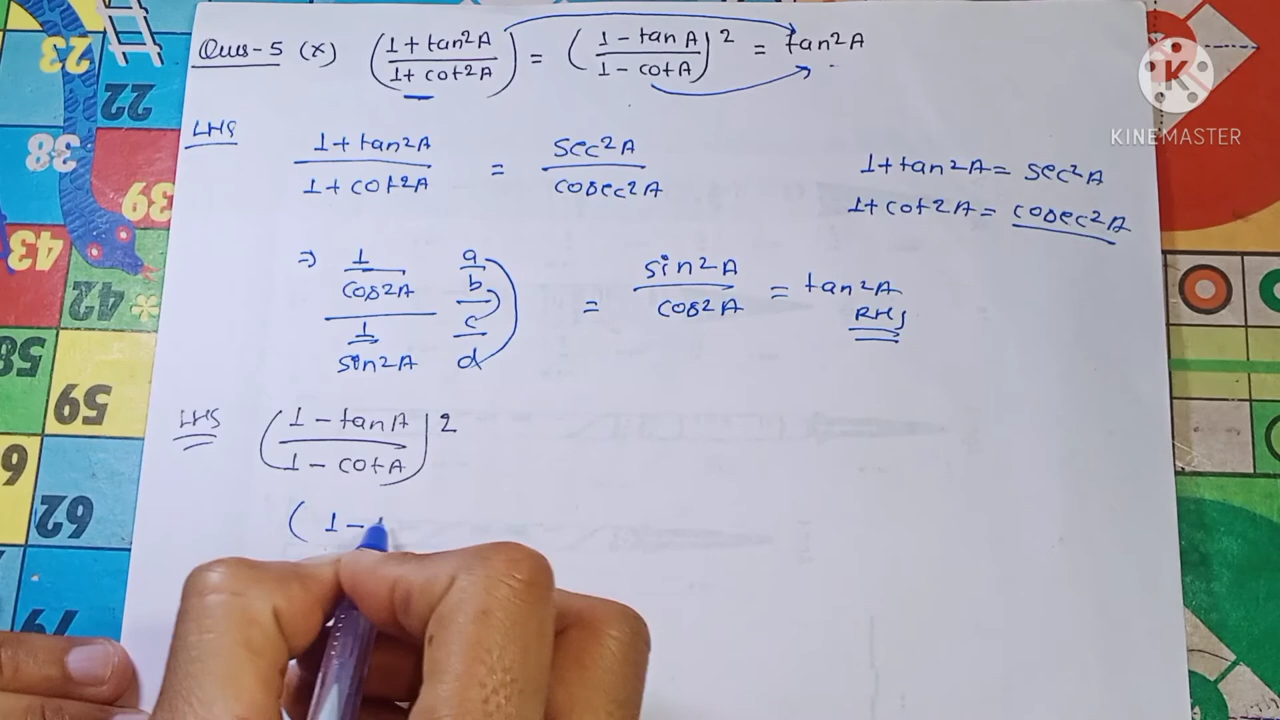 Ques-5 (x) (1+tan2A / 1+cot2A) = (1-tanA / 1-cotA)2 = tan2A
LHS
1+tan2A / 1+cot2A = sec2A / cosec2A
1+tan2A = sec2A
1+cot2A = cosec2A
⇒ 1/cos2A / 1/sin2A a/b / c/d = sin2A / cos2A = tan2A
RHS
LHS (1-tanA / 1-cotA)2
( 1-
KINEMASTER
K
23
22
38
39
43
42
58
59
6
62
79